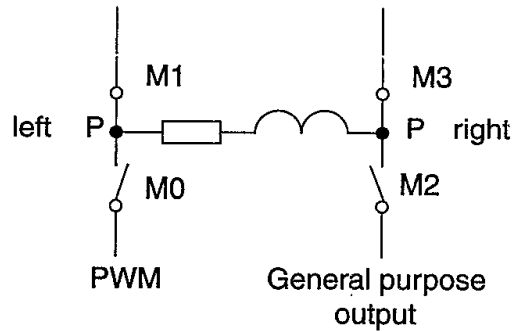 M1
M3
left P
P right
M0
M2
PWM
General purpose
output